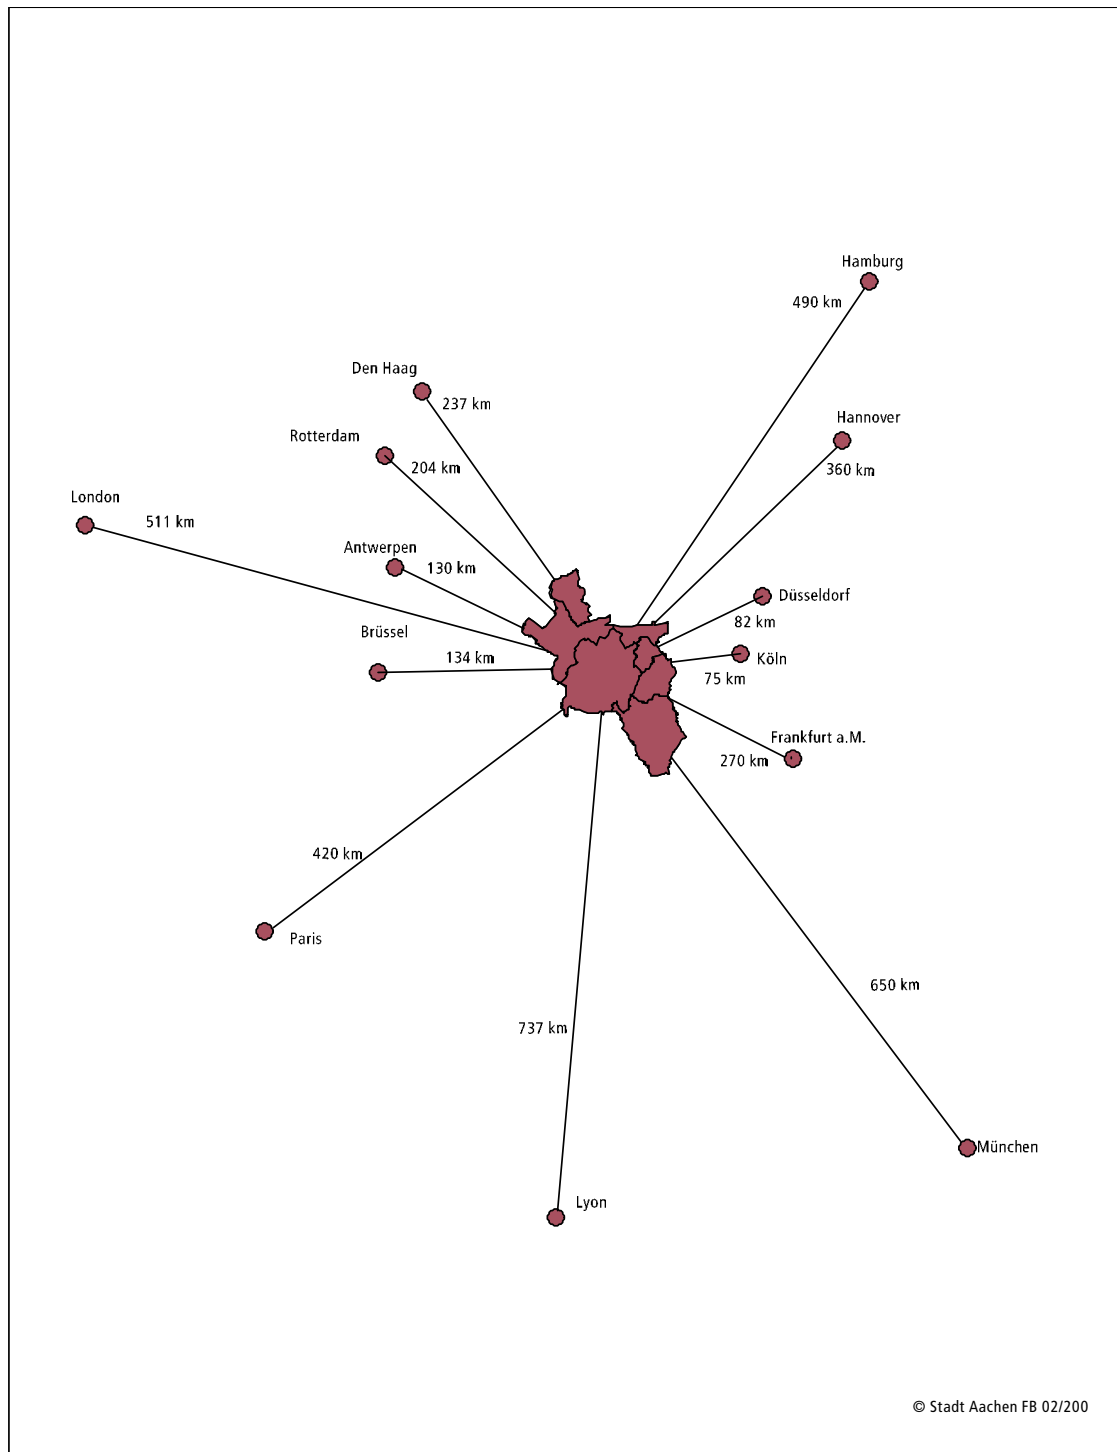 Hamburg
490 km
Den Haag
237 km
Hannover
Rotterdam
204 km
360 km
London
511 km
Antwerpen
130 km
Düsseldorf
82 km
Brüssel
134 km
Köln
75 km
Frankfurt a.M.
270 km
420 km
Paris
650 km
737 km
München
Lyon
© Stadt Aachen FB 02/200